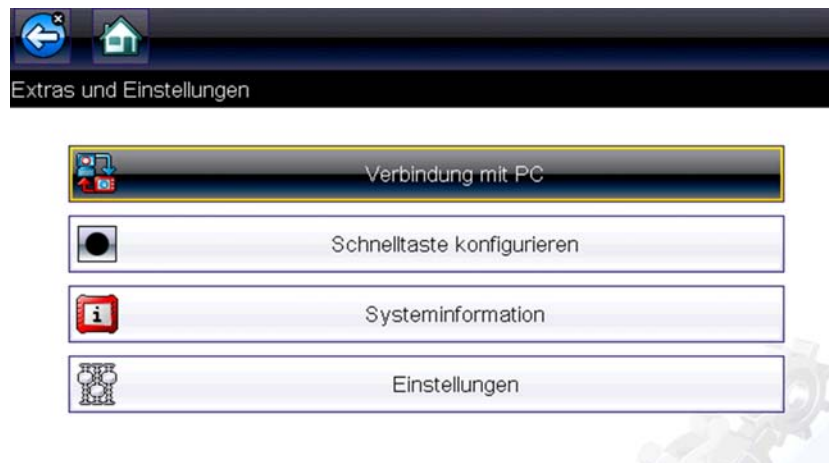 Extras und Einstellungen
Verbindung mit PC
Schnelltaste konfigurieren
Systeminformation
Einstellungen